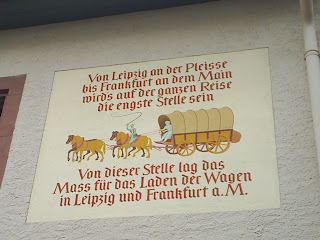 Von Leipzig an der Pleisse
bis Frankfurt an dem Main
wirds auf der ganzen Reise
die engste Stelle sein
Von dieser Stelle lag das
Mass für das Laden der Wagen
in Leipzig und Frankfurt a.M.